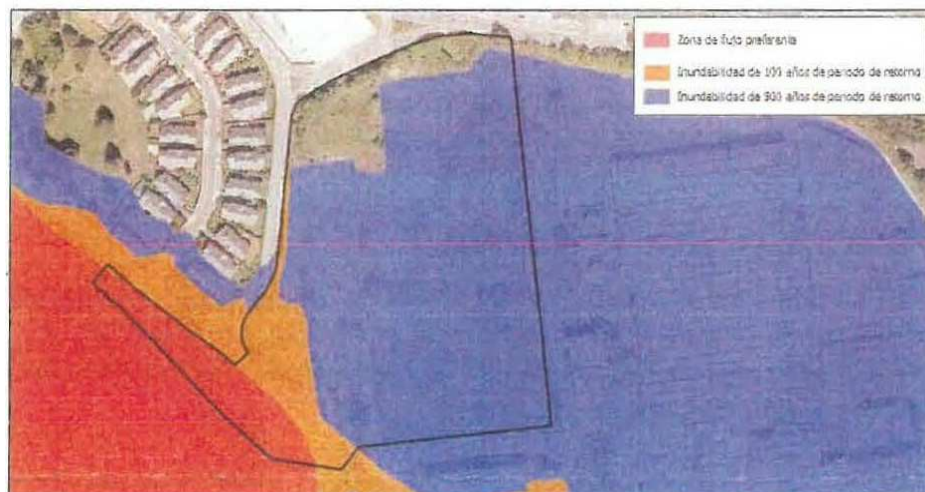 Zona de flujo preferente
Inundabilidad de 100 años de periodo de retorno
Inundabilidad de 500 años de periodo de retorno